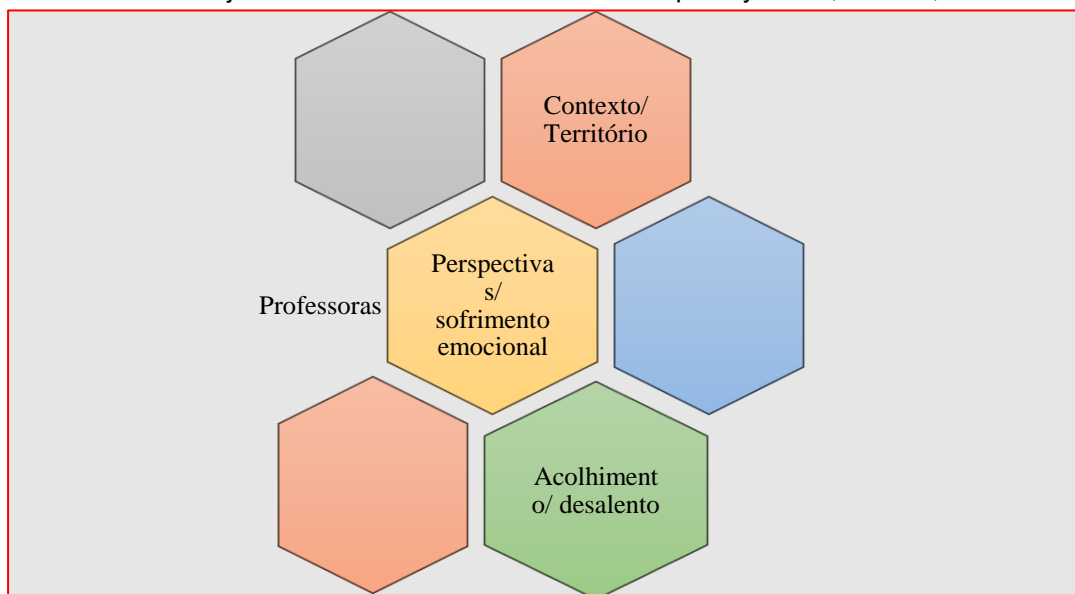 Contexto/
Território
Perspectiva
s/
sofrimento
emocional
Professoras
Acolhiment
o/ desalento